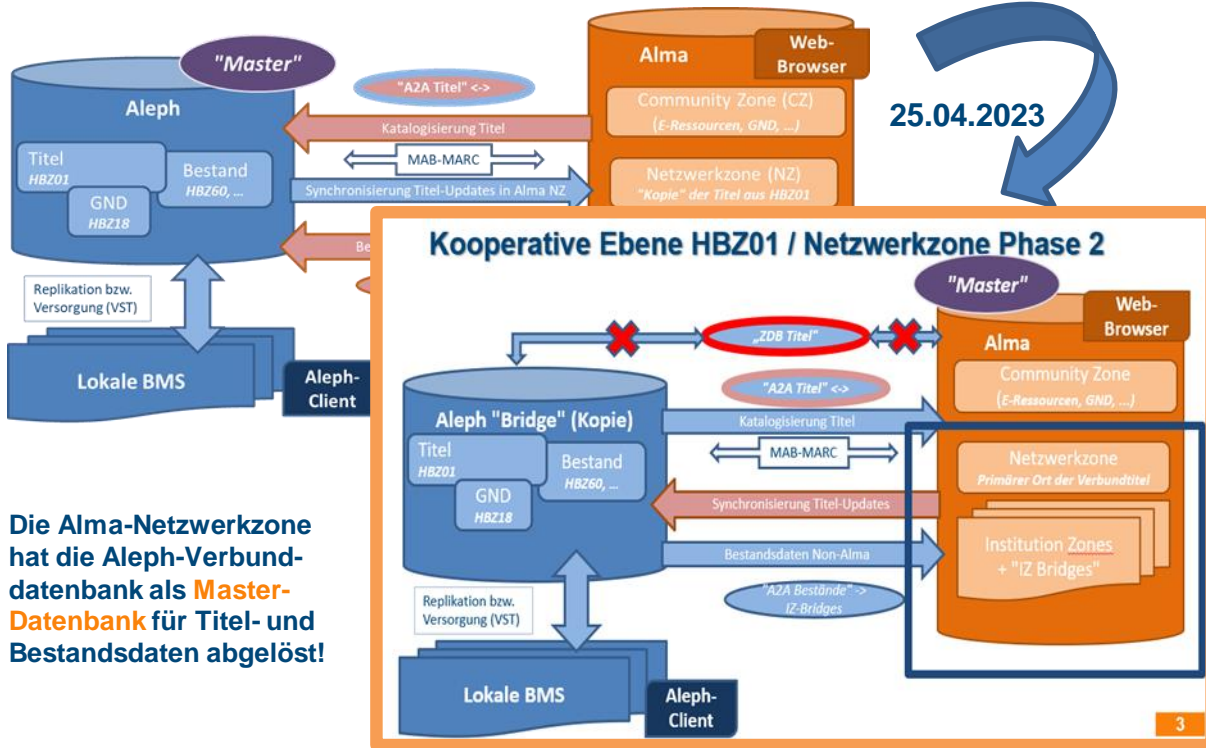 "Master"
Aleph
Titel
HBZ01
Bestand
HBZ60, ...
GND
HBZ18
"A2A Titel" <->
Katalogisierung Titel
MAB-MARC
Synchronisierung Titel-Updates in Alma NZ
Be
Alma
Web-
Browser
Community Zone (CZ)
(E-Ressourcen, GND, ...)
Netzwerkzone (NZ)
"Kopie" der Titel aus HBZ01
25.04.2023
Replikation bzw.
Versorgung (VST)
Lokale BMS
Aleph-
Client
Die Alma-Netzwerkzone
hat die Aleph-Verbund-
datenbank als Master-
Datenbank für Titel- und
Bestandsdaten abgelöst!
Kooperative Ebene HBZ01 / Netzwerkzone Phase 2
"Master"
Web-
Browser
„ZDB Titel"
Alma
Community Zone
(E-Ressourcen, GND, ...)
"A2A Titel" <->
Aleph "Bridge" (Kopie)
Katalogisierung Titel
Titel
HBZ01
Bestand
HBZ60, ...
GND
HBZ18
MAB-MARC
Netzwerkzone
Primärer Ort der Verbundtitel
Synchronisierung Titel-Updates
Bestandsdaten Non-Alma
Institution Zones
+ "IZ Bridges"
"A2A Bestände" ->
IZ-Bridges
Replikation bzw.
Versorgung (VST)
Lokale BMS
Aleph-
Client
3